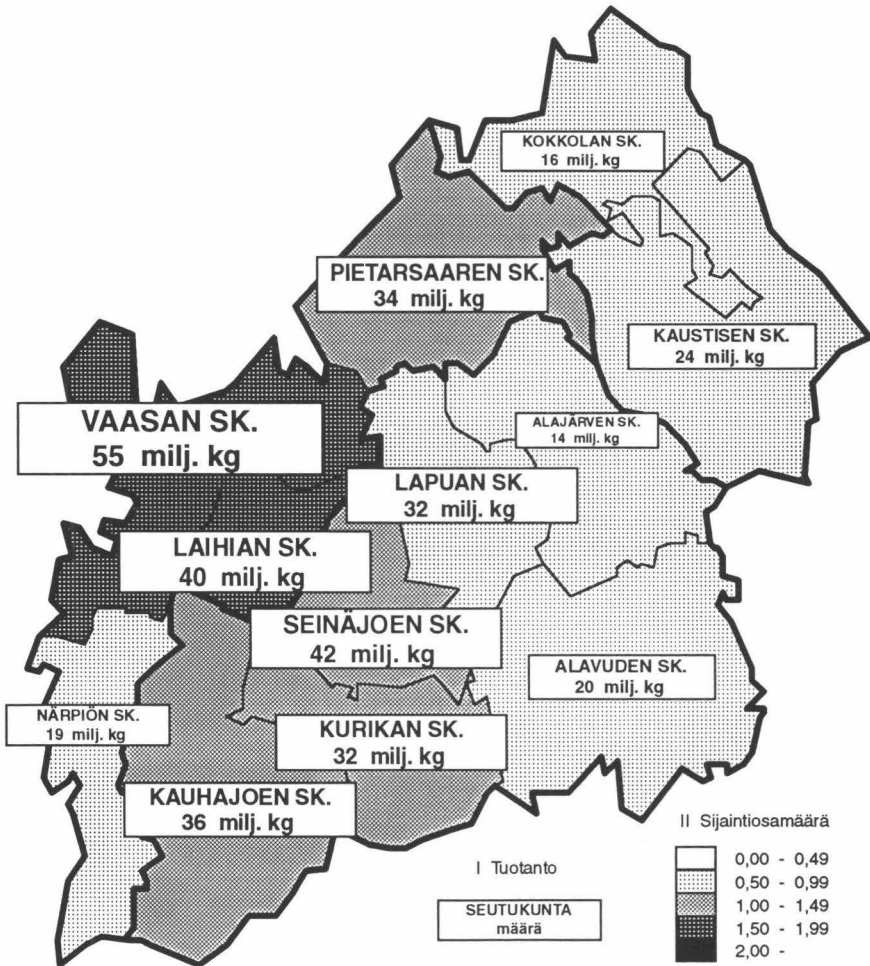 KOKKOLAN SK.
16 milj. kg
PIETARSAAREN SK.
34 milj. kg
KAUSTISEN SK.
24 milj. kg
VAASAN SK.
55 milj. kg
ALAJÄRVEN SK.
14 milj. kg
LAPUAN SK.
32 milj. kg
LAIHIAN SK.
40 milj. kg
SEINÄJOEN SK.
42 milj. kg
ALAVUDEN SK.
20 milj. kg
NÄRPIÖN SK.
19 milj. kg
KURIKAN SK.
32 milj. kg
KAUHAJOEN SK.
36 milj. kg
I Tuotanto
SEUTUKUNTA
määrä
II Sijaintiosamäärä
0,00 - 0,49
0,50 - 0,99
1,00 - 1,49
1,50 - 1,99
2,00 -